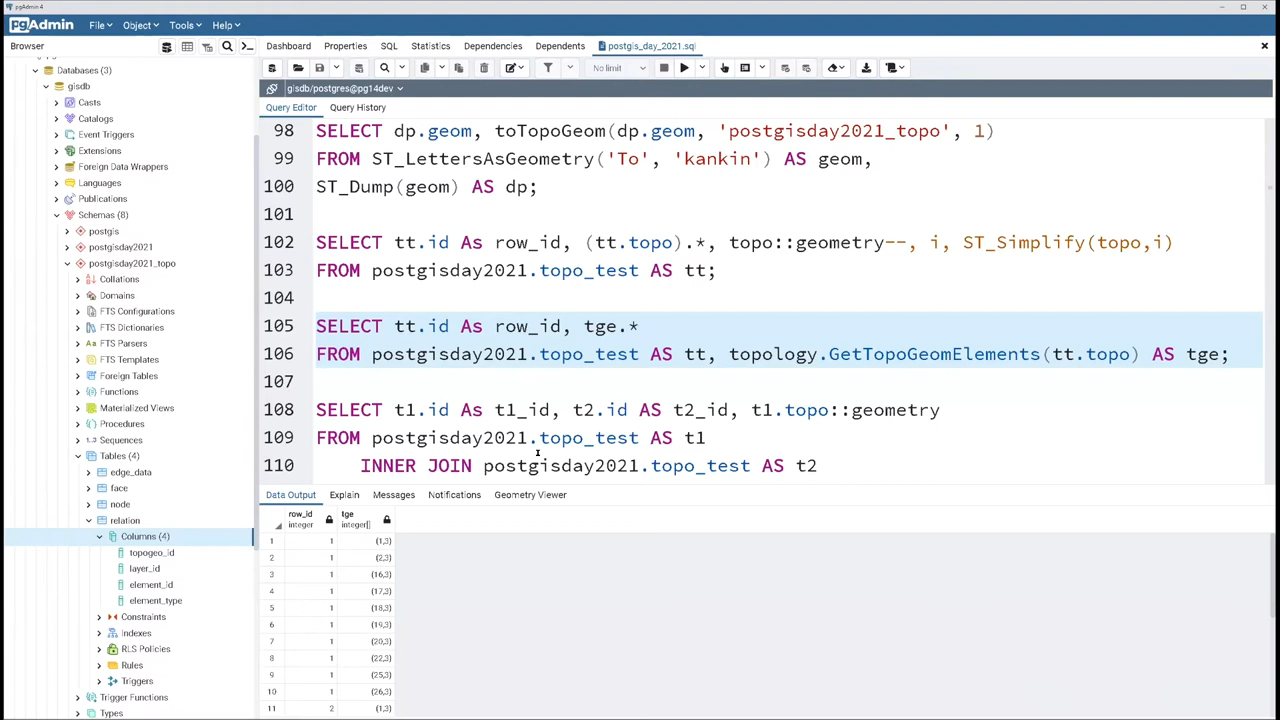 pgAdmin 4
pgAdmin File Object Tools Help
Browser
Dashboard Properties SQL Statistics Dependencies Dependents postgis_day_2021.sql
Databases (3)
gisdb
Casts
Catalogs
Event Triggers
Extensions
Foreign Data Wrappers
Languages
Publications
Schemas (8)
postgis
postgisday2021
postgisday2021_topo
Collations
Domains
FTS Configurations
FTS Dictionaries
FTS Parsers
FTS Templates
Foreign Tables
Functions
Materialized Views
Procedures
Sequences
Tables (4)
edge_data
face
node
relation
Columns (4)
topogeo_id
layer_id
element_id
element_type
Constraints
Indexes
RLS Policies
Rules
Triggers
Trigger Functions
Types
No limit
gisdb/postgres@pg14dev
Query Editor Query History
98 SELECT dp.geom, toTopoGeom(dp.geom, 'postgisday2021_topo', 1)
99 FROM ST_LettersAsGeometry('To', 'kankin') AS geom,
100 ST_Dump(geom) AS dp;
101
102 SELECT tt.id As row_id, (tt.topo).*, topo::geometry--, i, ST_Simplify(topo,i)
103 FROM postgisday2021.topo_test AS tt;
104
105 SELECT tt.id As row_id, tge.*
106 FROM postgisday2021.topo_test AS tt, topology.GetTopoGeomElements(tt.topo) AS tge;
107
108 SELECT t1.id As t1_id, t2.id AS t2_id, t1.topo::geometry
109 FROM postgisday2021.topo_test AS t1
110 INNER JOIN postgisday2021.topo_test AS t2
Data Output Explain Messages Notifications Geometry Viewer
row_id tge
integer integer[]
1 1 {1,3}
2 1 {2,3}
3 1 {16,3}
4 1 {17,3}
5 1 {18,3}
6 1 {19,3}
7 1 {20,3}
8 1 {22,3}
9 1 {25,3}
10 1 {26,3}
11 2 {1,3}